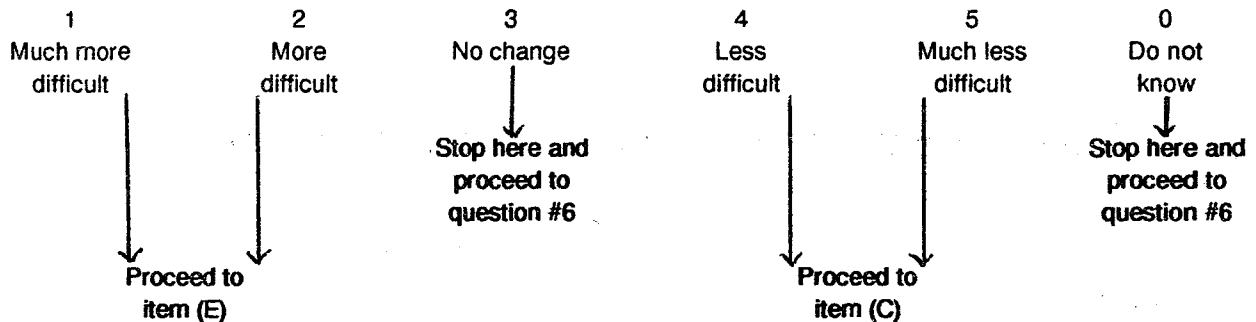 1 2 3 4 5 0
Much more More No change Less Much less Do not
difficult difficult difficult difficult know
Stop here and Stop here and
proceed to proceed to
question #6 question #6
Proceed to Proceed to
item (E) item (C)